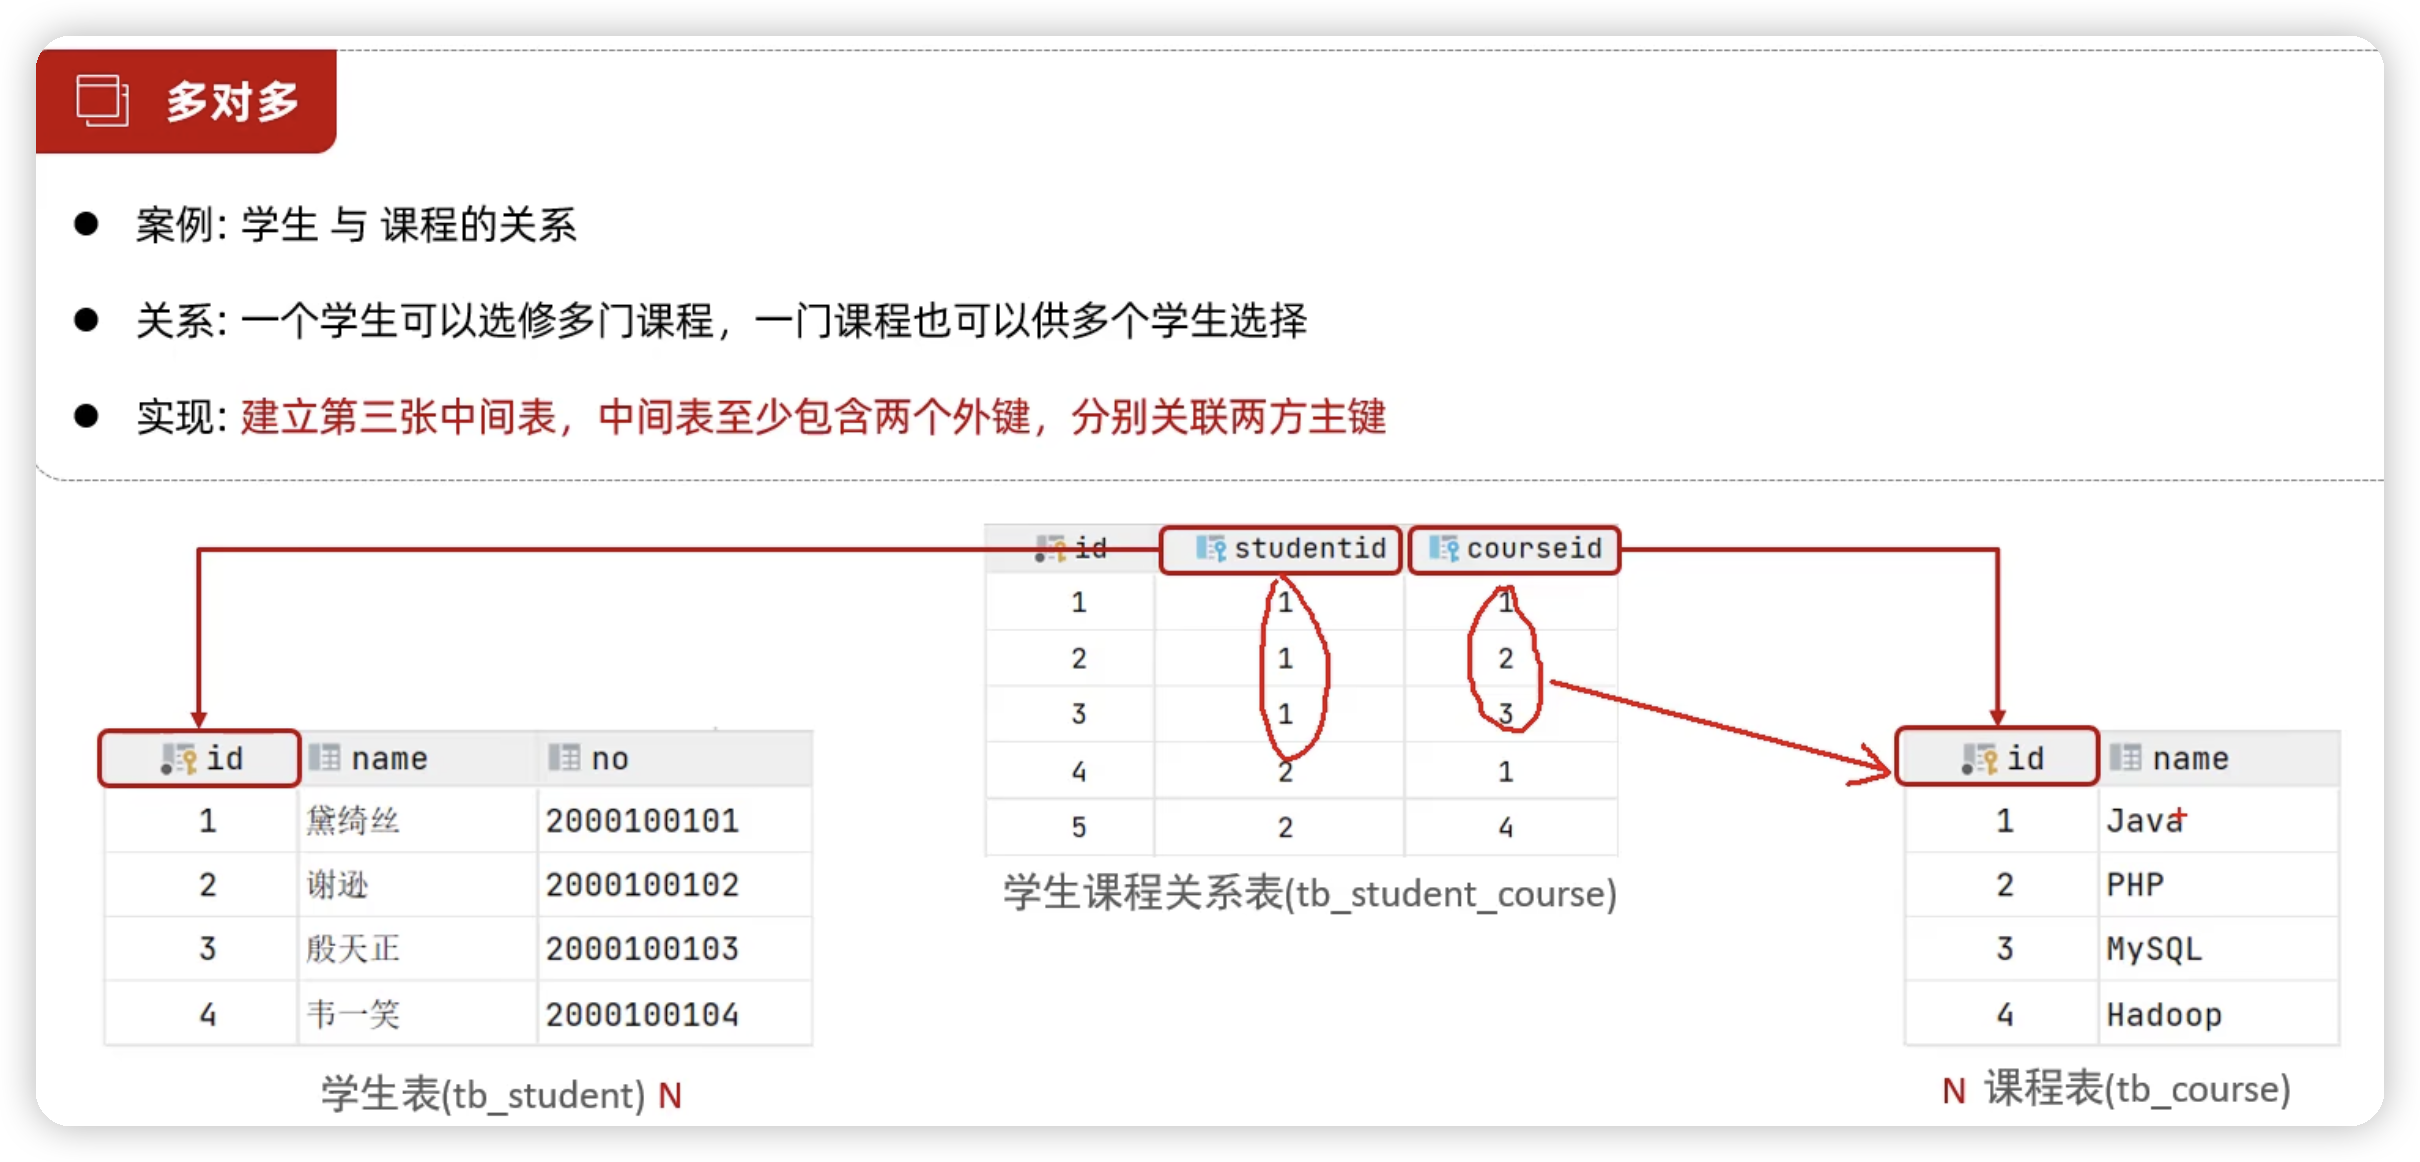 多对多
案例: 学生 与 课程的关系
关系: 一个学生可以选修多门课程，一门课程也可以供多个学生选择
实现: 建立第三张中间表，中间表至少包含两个外键，分别关联两方主键
id studentid courseid
1 1 1
2 1 2
3 1 3
4 2 1
5 2 4
学生课程关系表(tb_student_course)
id name no
1 黛绮丝 2000100101
2 谢逊 2000100102
3 殷天正 2000100103
4 韦一笑 2000100104
学生表(tb_student) N
id name
1 Java
2 PHP
3 MySQL
4 Hadoop
N 课程表(tb_course)